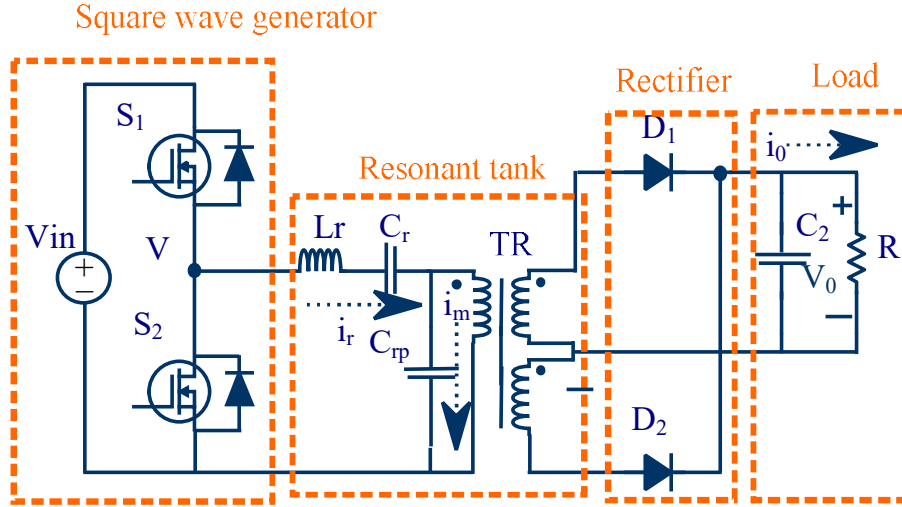 Square wave generator
Rectifier
Load
S1
D1
i0
Resonant tank
Vin
V
Lr
Cr
TR
C2
+
R
V0
S2
ir
Crp
im
D2